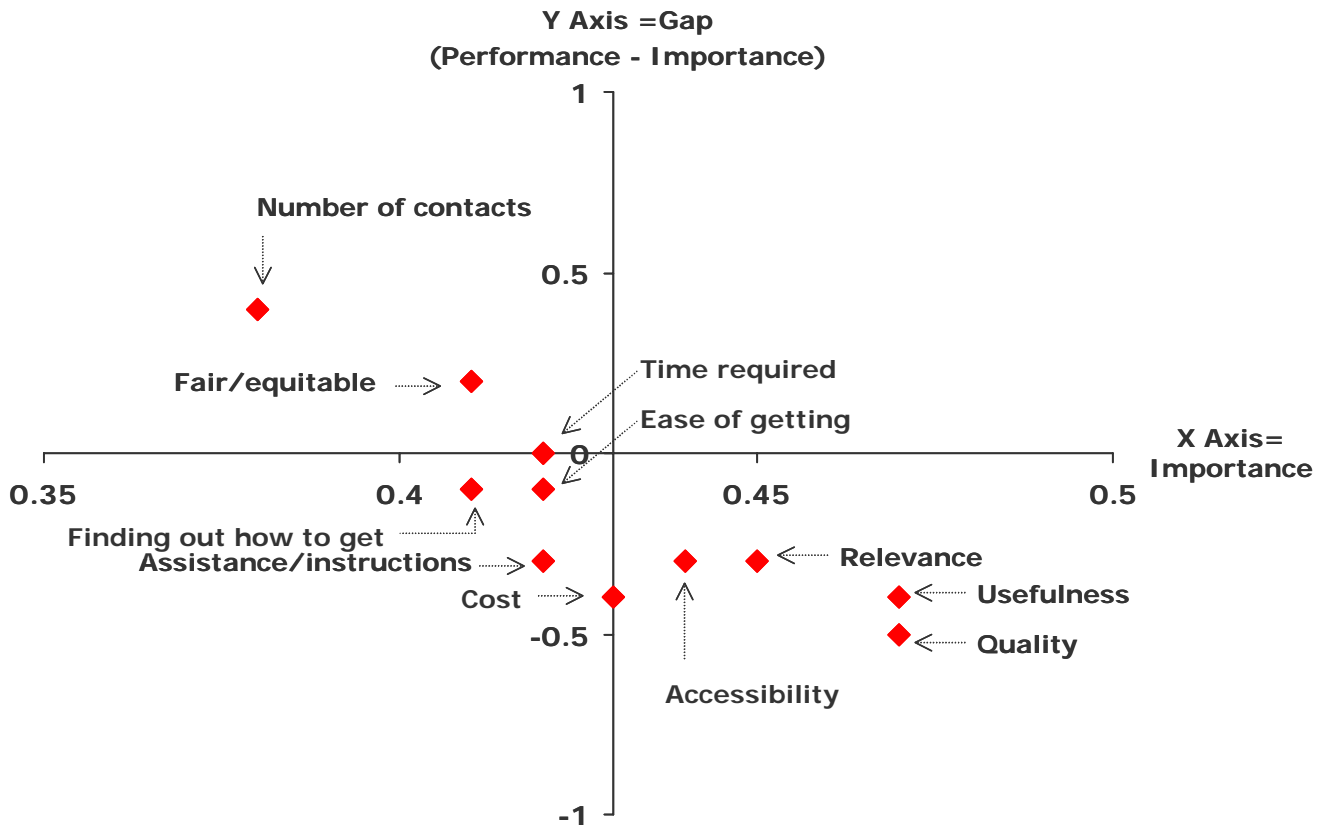 Y Axis =Gap
(Performance - Importance)
1
Number of contacts
0.5
Time required
Fair/equitable
Ease of getting
X Axis=
Importance
0
0.35
0.4
0.45
0.5
Finding out how to get
Assistance/instructions
Relevance
Cost
Usefulness
-0.5
Quality
Accessibility
-1